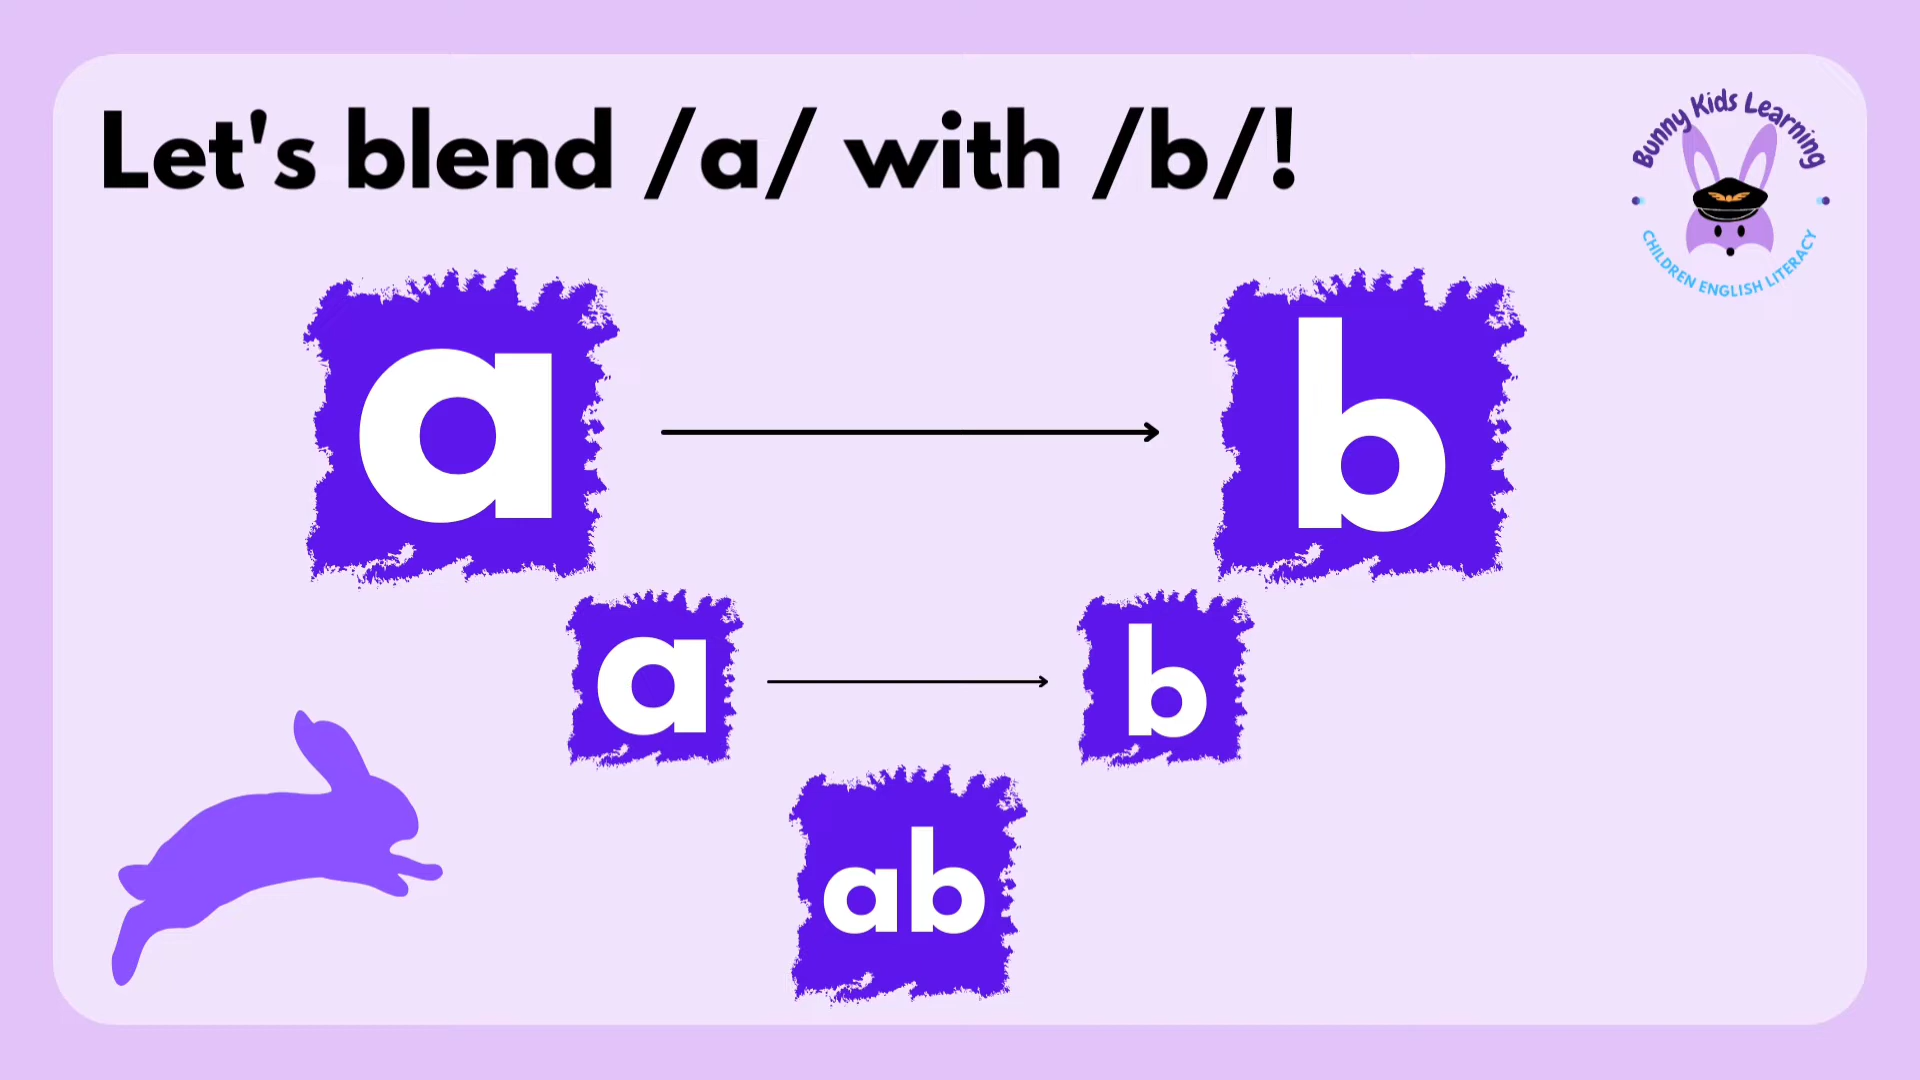 Let's blend /a/ with /b/!
Bunny Kids Learning
CHILDREN ENGLISH LITERACY
a b
a b
ab